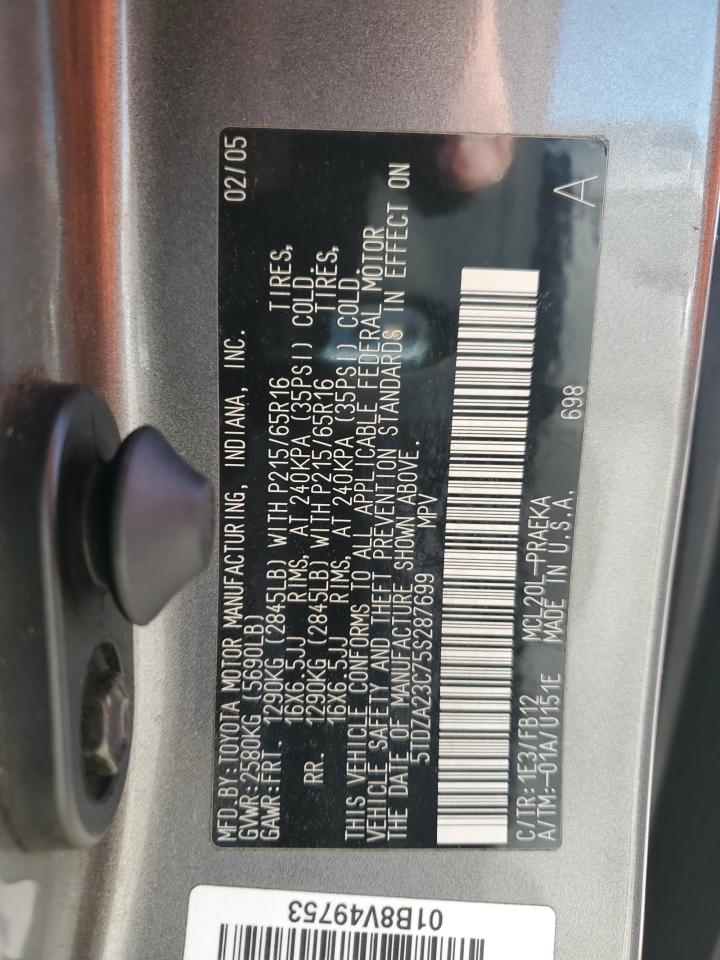 MFD.BY:TOYOTA MOTOR MANUFACTURING, INDIANA, INC. 02/05
GVWR:2580KG (5690LB)
GAWR:FRT. 1290KG (2845LB) WITH P215/65R16 TIRES,
16X6.5JJ RIMS, AT 240KPA (35PSI) COLD.
RR. 1290KG (2845LB) WITH P215/65R16 TIRES,
16X6.5JJ RIMS, AT 240KPA (35PSI) COLD.
THIS VEHICLE CONFORMS TO ALL APPLICABLE FEDERAL MOTOR
VEHICLE SAFETY AND THEFT PREVENTION STANDARDS IN EFFECT ON
THE DATE OF MANUFACTURE SHOWN ABOVE.
5TDZA23C75S287699 MPV
C/TR:1E3/FB12 MCL20L-PRAEKA 698
A/TM:-01A/U151E MADE IN U.S.A. A
01B8V49753